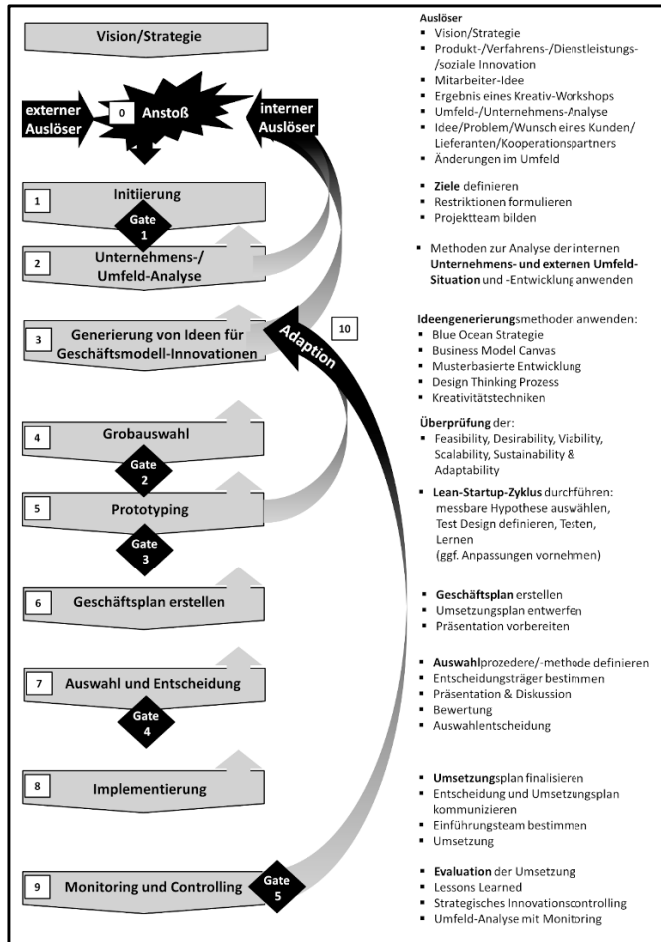 Vision/Strategie
externer
Auslöser
0
Anstoß
interner
Auslöser
1
Initiierung
Gate
1
2
Unternehmens-/
Umfeld-Analyse
3
Generierung von Ideen für
Geschäftsmodell-Innovationen
Adaption
10
4
Grobauswahl
Gate
2
5
Prototyping
Gate
3
6
Geschäftsplan erstellen
7
Auswahl und Entscheidung
Gate
4
8
Implementierung
9
Monitoring und Controlling
Gate
5
Auslöser
▪ Vision/Strategie
▪ Produkt-/Verfahrens-/Dienstleistungs-
/soziale Innovation
▪ Mitarbeiter-Idee
▪ Ergebnis eines Kreativ-Workshops
▪ Umfeld-/Unternehmens-Analyse
▪ Idee/Problem/Wunsch eires Kunden/
Lieferanten/Kooperationspartners
▪ Änderungen im Umfeld
▪ Ziele definieren
▪ Restriktionen formulieren
▪ Projektteam bilden
▪ Methoden zur Analyse der internen
Unternehmens- und externen Umfeld-
Situation und -Entwicklung anwenden
Ideengenerierungsmethoder anwenden:
▪ Blue Ocean Strategie
▪ Business Model Canvas
▪ Musterbasierte Entwicklung
▪ Design Thinking Prozess
▪ Kreativitätstechniken
Überprüfung der:
▪ Feasibility, Desirability, Viability,
Scalability, Sustainability &
Adaptability
▪ Lean-Startup-Zyklus durchführen:
messbare Hypothese auswählen,
Test Design definieren, Testen,
Lernen
(ggf. Anpassungen vornehmen)
▪ Geschäftsplan erstellen
▪ Umsetzungsplan entwerfen
▪ Präsentation vorbereiten
▪ Auswahlprozedere/-methode definieren
▪ Entscheidungsträger bestimmen
▪ Präsentation & Diskussion
▪ Bewertung
▪ Auswahlentscheidung
▪ Umsetzungsplan finalisieren
▪ Entscheidung und Umsetzungsplan
kommunizieren
▪ Einführungsteam bestimmen
▪ Umsetzung
▪ Evaluation der Umsetzung
▪ Lessons Learned
▪ Strategisches Innovationscontrolling
▪ Umfeld-Analyse mit Monitoring